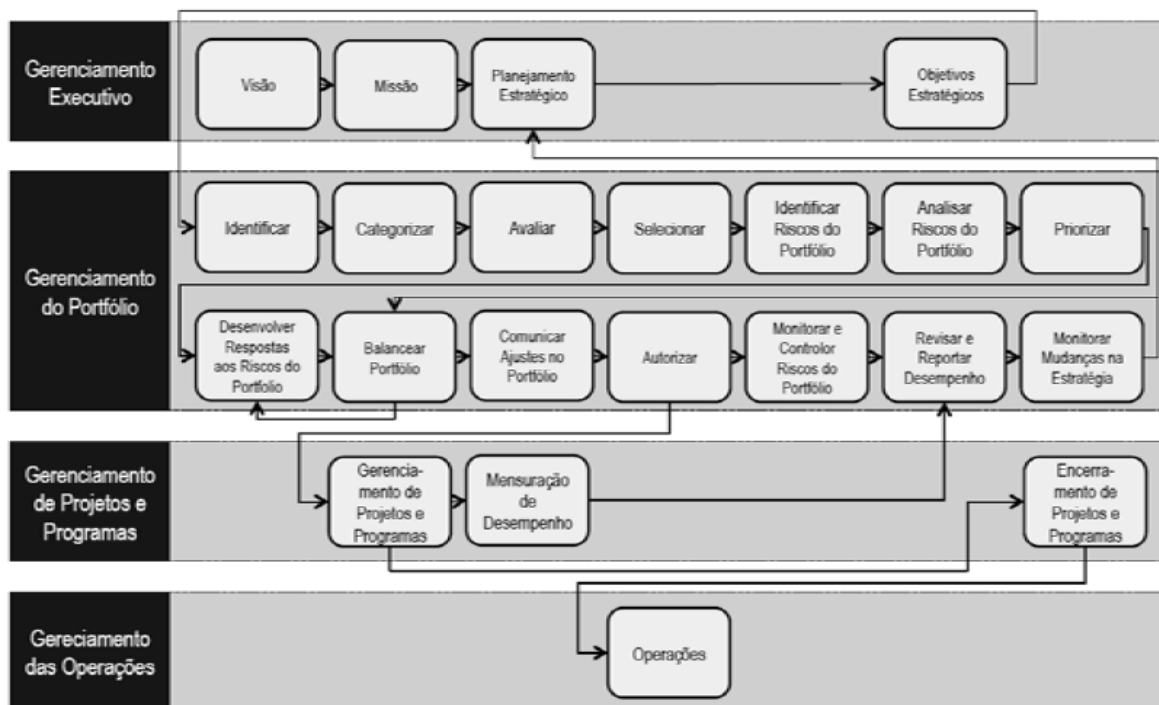 Gerenciamento
Executivo
Visão
Missão
Planejamento
Estratégico
Objetivos
Estratégicos
Gerenciamento
do Portfólio
Identificar
Categorizar
Avaliar
Selecionar
Identificar
Riscos do
Portfólio
Analisar
Riscos do
Portfólio
Priorizar
Desenvolver
Respostas
aos Riscos do
Portfolio
Balancear
Portfólio
Comunicar
Ajustes no
Portfólio
Autorizar
Monitorar e
Controlor
Riscos do
Portfólio
Revisar e
Reportar
Desempenho
Monitorar
Mudanças na
Estratégia
Gerenciamento
de Projetos e
Programas
Gerencia-
mento de
Projetos e
Programas
Mensuração
de
Desempenho
Encerra-
mento de
Projetos e
Programas
Gereciamento
das Operações
Operações